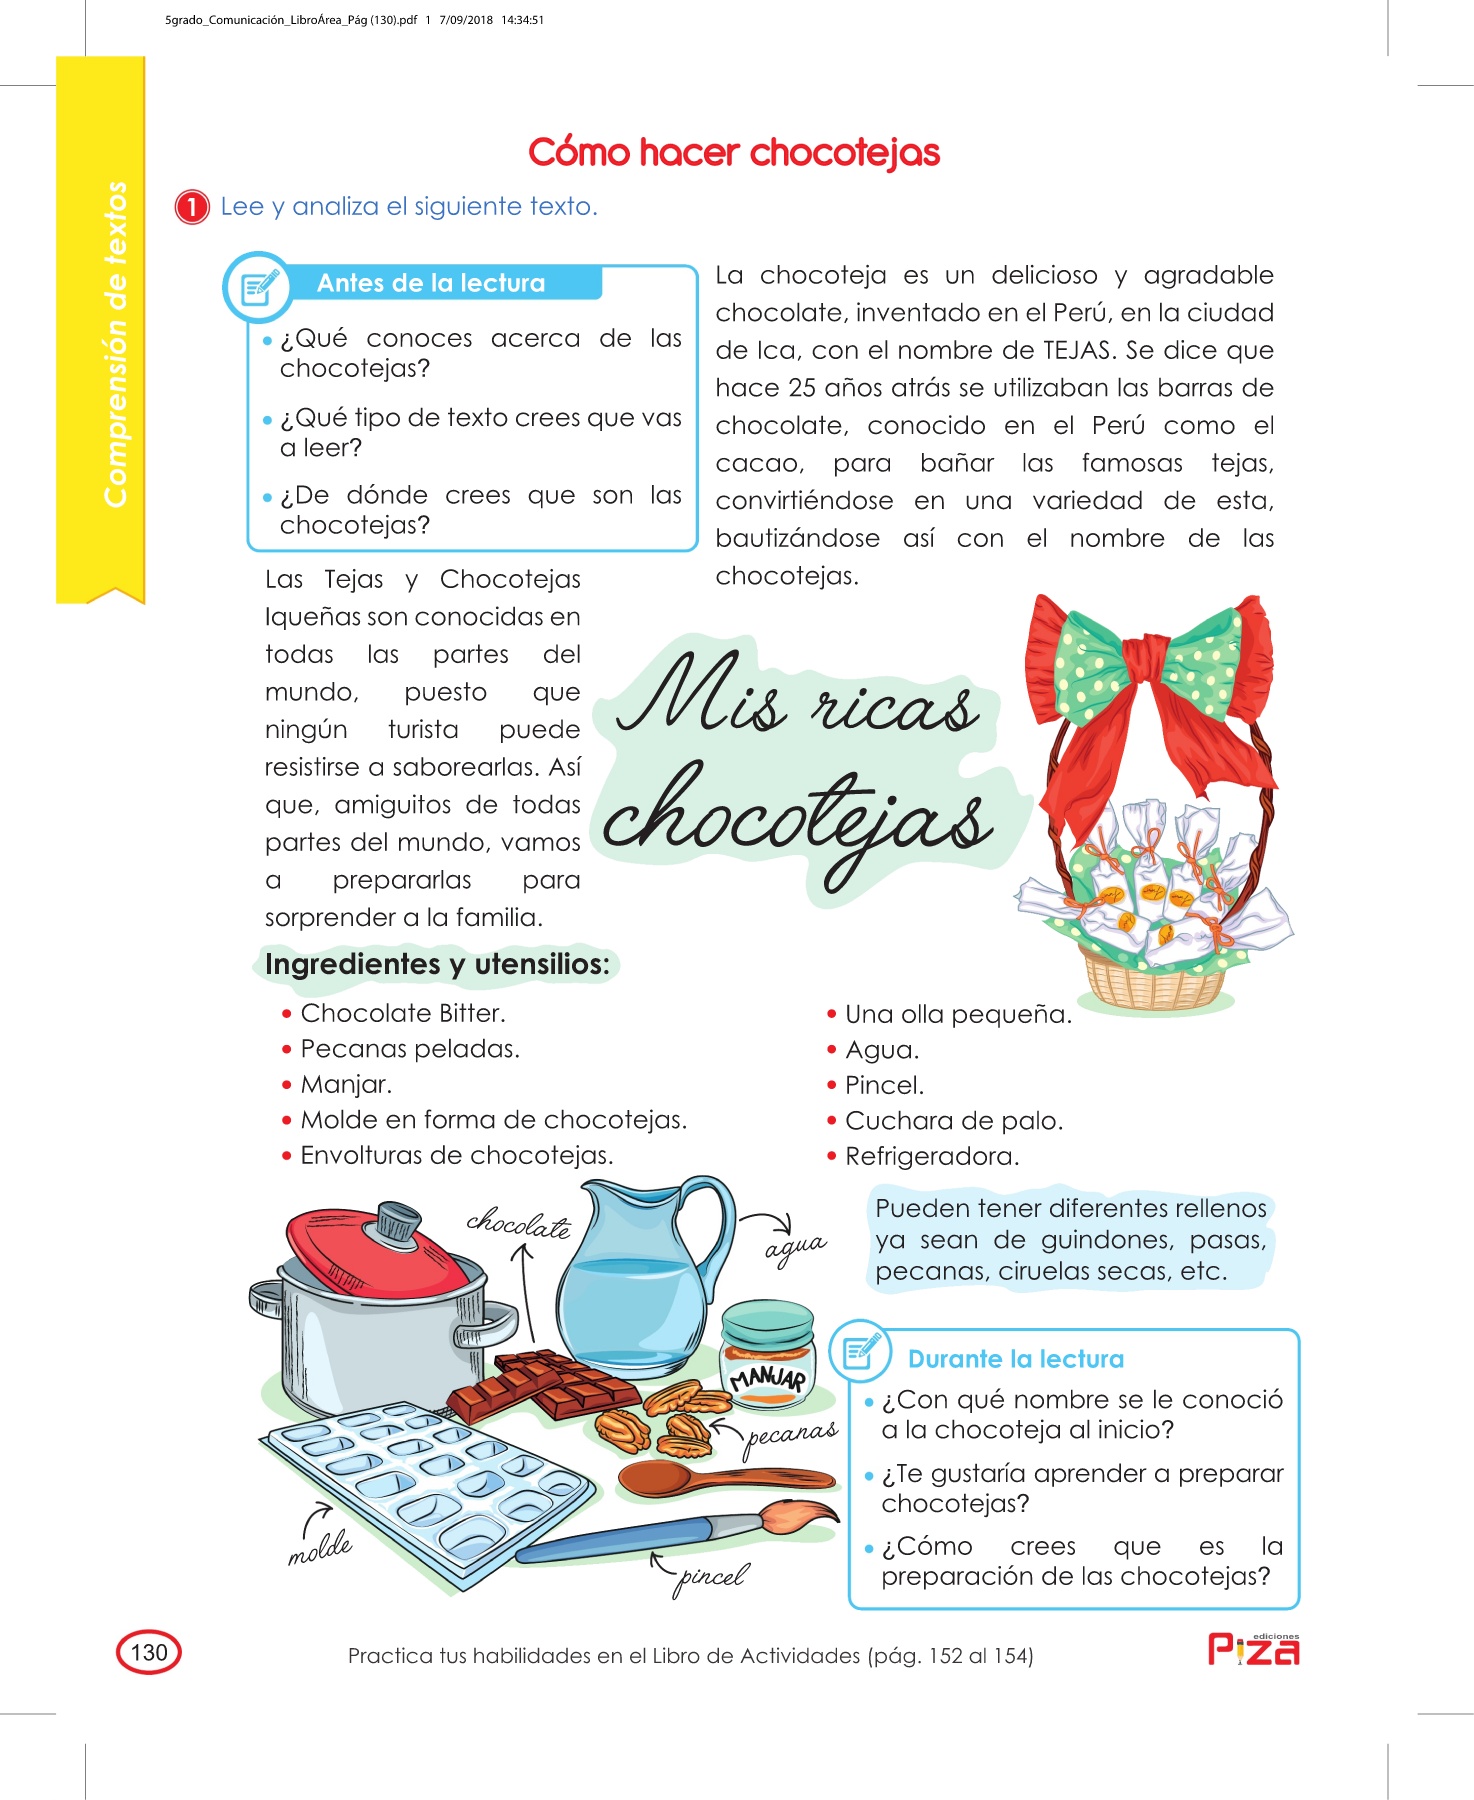 5grado_Comunicación_LibroÁrea_Pág (130).pdf 1 7/09/2018 14:34:51
Comprensión de textos
Cómo hacer chocotejas
1 Lee y analiza el siguiente texto.
Antes de la lectura
• ¿Qué conoces acerca de las
chocotejas?
• ¿Qué tipo de texto crees que vas
a leer?
• ¿De dónde crees que son las
chocotejas?
La chocoteja es un delicioso y agradable
chocolate, inventado en el Perú, en la ciudad
de Ica, con el nombre de TEJAS. Se dice que
hace 25 años atrás se utilizaban las barras de
chocolate, conocido en el Perú como el
cacao, para bañar las famosas tejas,
convirtiéndose en una variedad de esta,
bautizándose así con el nombre de las
chocotejas.
Las Tejas y Chocotejas
Iqueñas son conocidas en
todas las partes del
mundo, puesto que
ningún turista puede
resistirse a saborearlas. Así
que, amiguitos de todas
partes del mundo, vamos
a prepararlas para
sorprender a la familia.
Mis ricas
chocotejas
Ingredientes y utensilios:
• Chocolate Bitter.
• Pecanas peladas.
• Manjar.
• Molde en forma de chocotejas.
• Envolturas de chocotejas.
• Una olla pequeña.
• Agua.
• Pincel.
• Cuchara de palo.
• Refrigeradora.
chocolate
agua
MANJAR
pecanas
molde
pincel
Pueden tener diferentes rellenos
ya sean de guindones, pasas,
pecanas, ciruelas secas, etc.
Durante la lectura
• ¿Con qué nombre se le conoció
a la chocoteja al inicio?
• ¿Te gustaría aprender a preparar
chocotejas?
• ¿Cómo crees que es la
preparación de las chocotejas?
130
Practica tus habilidades en el Libro de Actividades (pág. 152 al 154)
ediciones
Piza